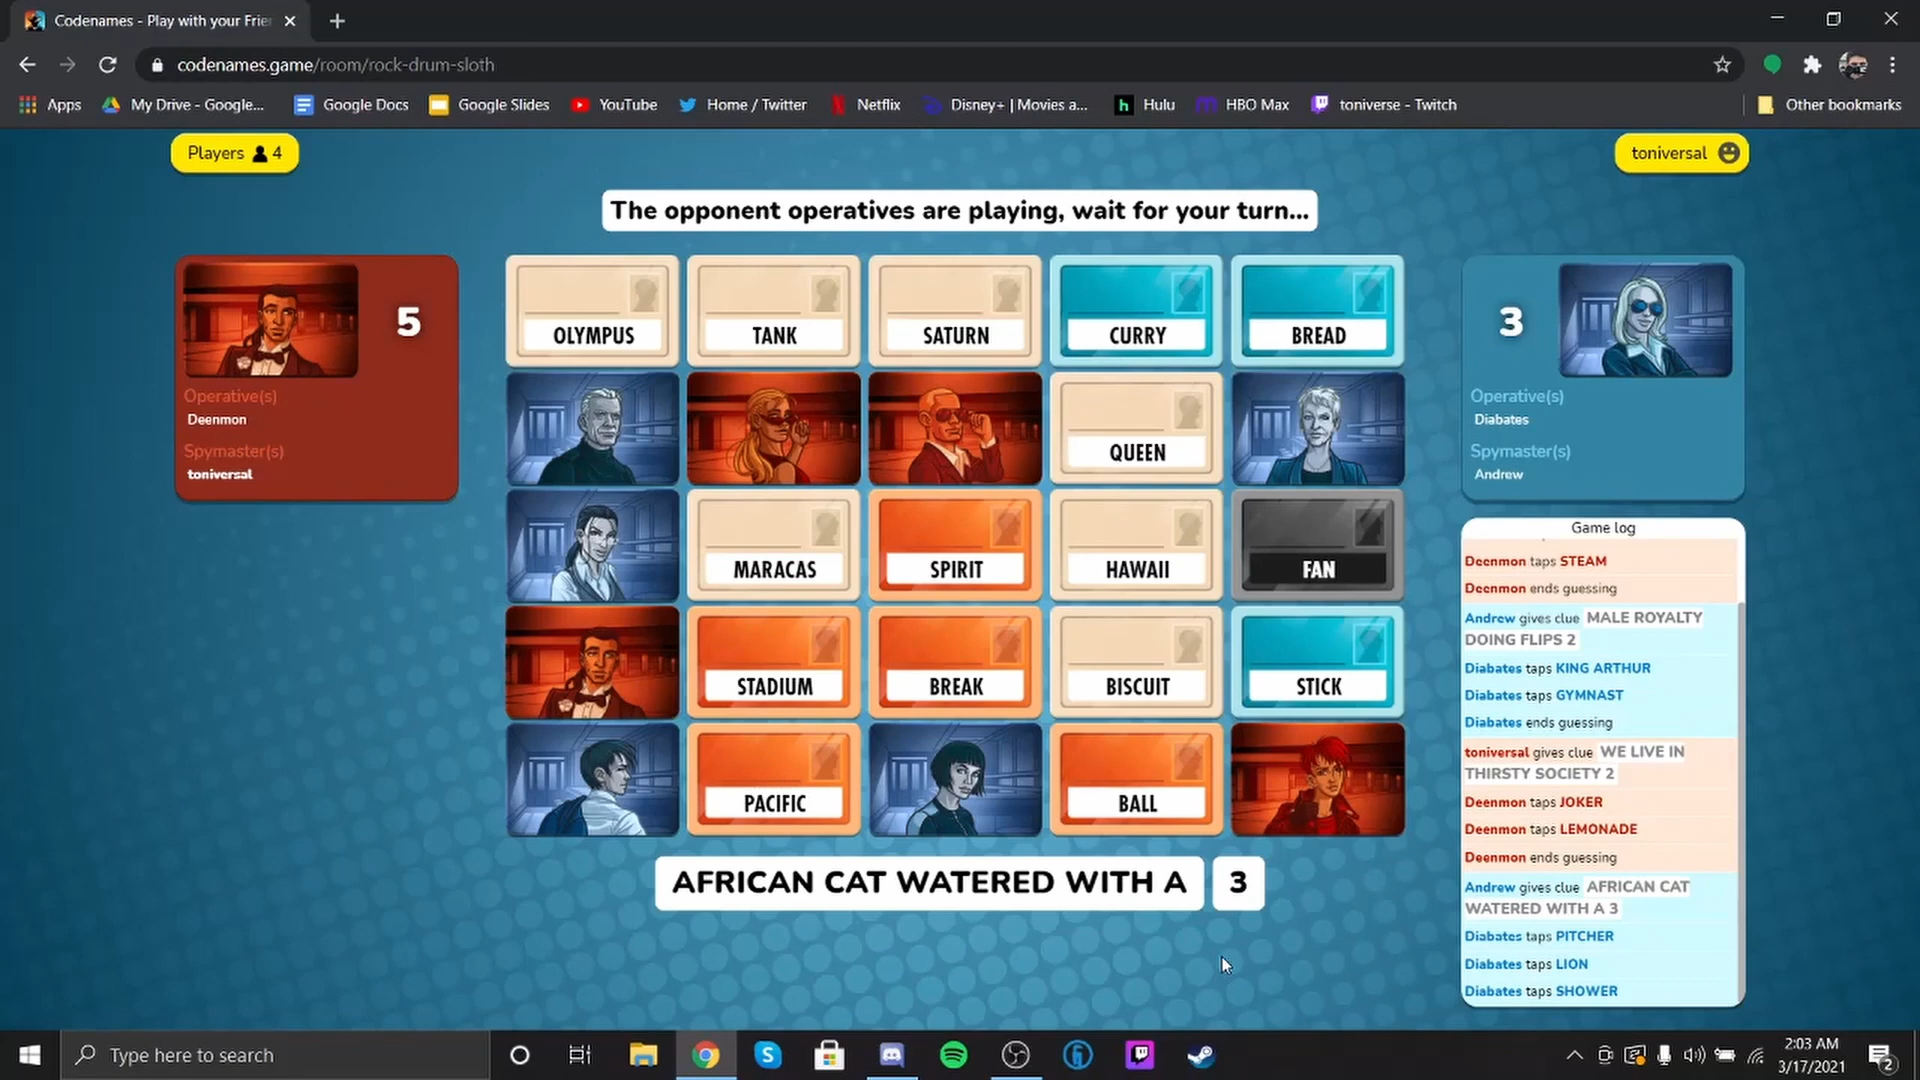 Codenames - Play with your Frie
codenames.game/room/rock-drum-sloth
Apps
My Drive - Google...
Google Docs
Google Slides
YouTube
Home / Twitter
Netflix
Disney+ | Movies a...
Hulu
HBO Max
toniverse - Twitch
Other bookmarks
Players 4
toniversal
The opponent operatives are playing, wait for your turn...
5
Operative(s)
Deenmon
Spymaster(s)
toniversal
OLYMPUS
TANK
SATURN
CURRY
BREAD
QUEEN
MARACAS
SPIRIT
HAWAII
FAN
STADIUM
BREAK
BISCUIT
STICK
PACIFIC
BALL
AFRICAN CAT WATERED WITH A 3
3
Operative(s)
Diabates
Spymaster(s)
Andrew
Game log
Deenmon taps STEAM
Deenmon ends guessing
Andrew gives clue MALE ROYALTY
DOING FLIPS 2
Diabates taps KING ARTHUR
Diabates taps GYMNAST
Diabates ends guessing
toniversal gives clue WE LIVE IN
THIRSTY SOCIETY 2
Deenmon taps JOKER
Deenmon taps LEMONADE
Deenmon ends guessing
Andrew gives clue AFRICAN CAT
WATERED WITH A 3
Diabates taps PITCHER
Diabates taps LION
Diabates taps SHOWER
Type here to search
2:03 AM
3/17/2021
2